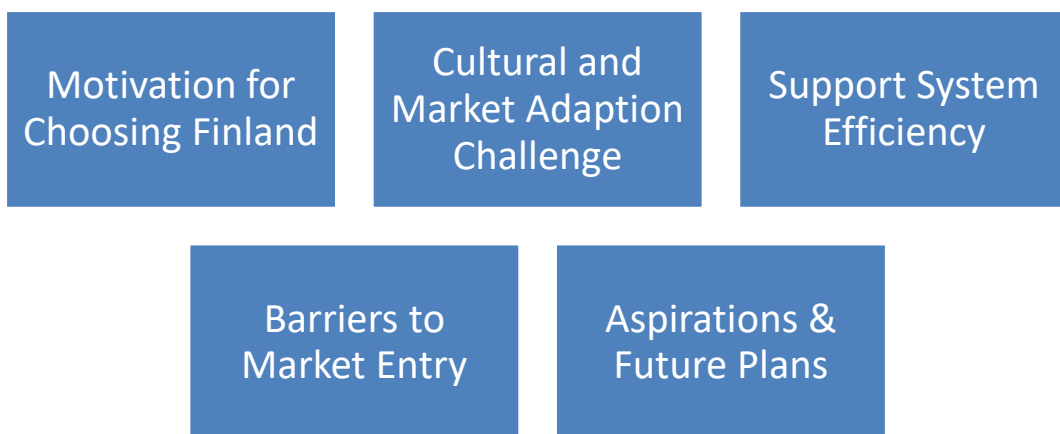 Motivation for
Choosing Finland
Cultural and
Market Adaption
Challenge
Support System
Efficiency
Barriers to
Market Entry
Aspirations &
Future Plans